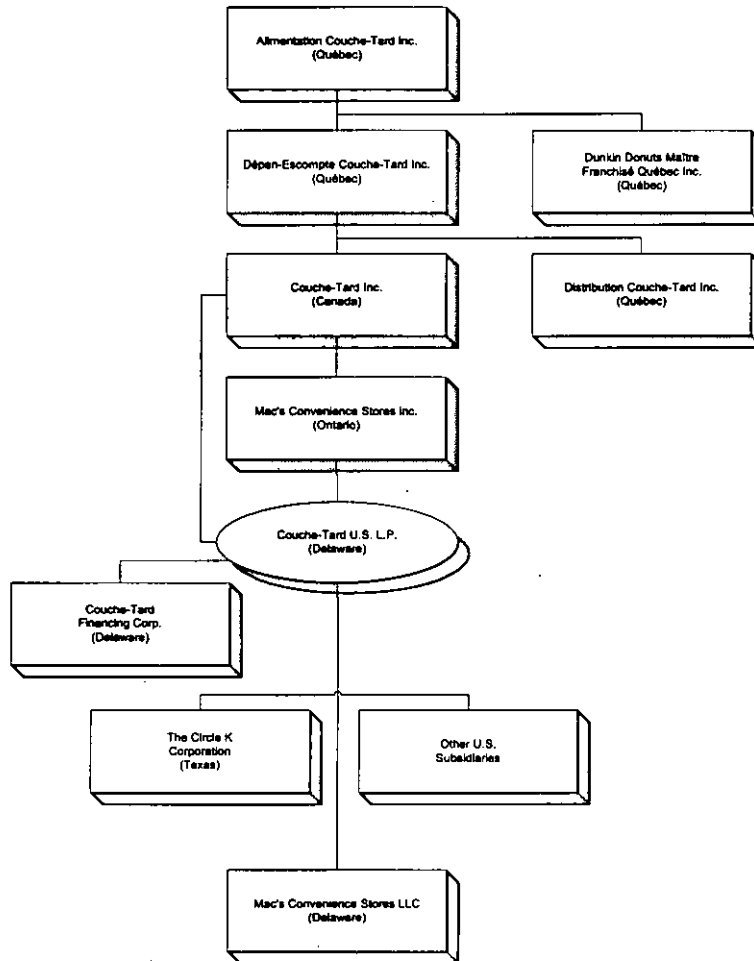 Alimentation Couche-Tard Inc.
(Québec)
Dépen-Escompte Couche-Tard Inc.
(Québec)
Dunkin Donuts Maître
Franchisé Québec Inc.
(Québec)
Couche-Tard Inc.
(Canada)
Distribution Couche-Tard Inc.
(Québec)
Mac's Convenience Stores Inc.
(Ontario)
Couche-Tard U.S. L.P.
(Delaware)
Couche-Tard
Financing Corp.
(Delaware)
The Circle K
Corporation
(Texas)
Other U.S.
Subsidiaries
Mac's Convenience Stores LLC
(Delaware)